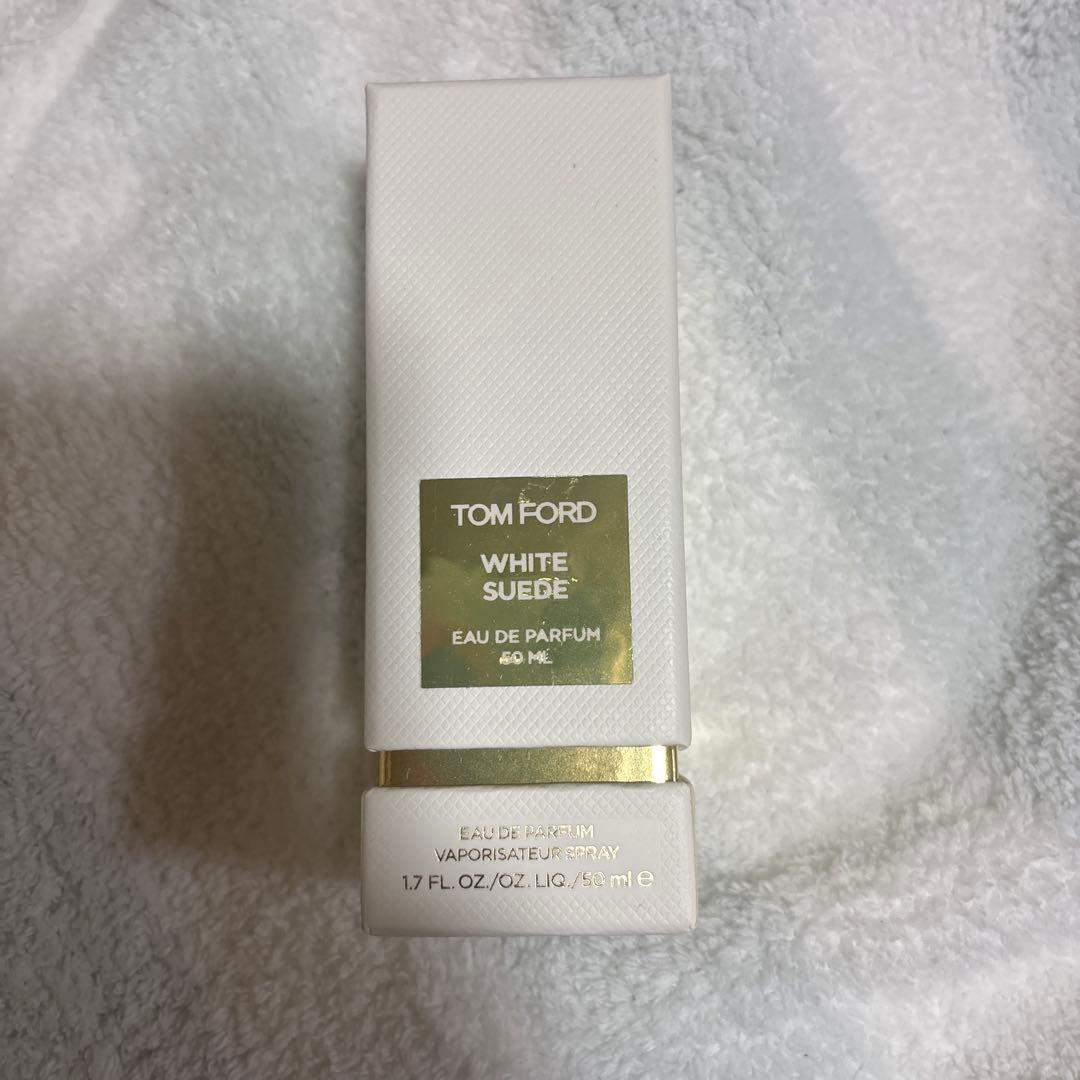 TOM FORD
WHITE
SUEDE
EAU DE PARFUM
50 ML
EAU DE PARFUM
VAPORISATEUR SPRAY
1.7 FL. OZ./OZ. LIQ./50 ml ℮